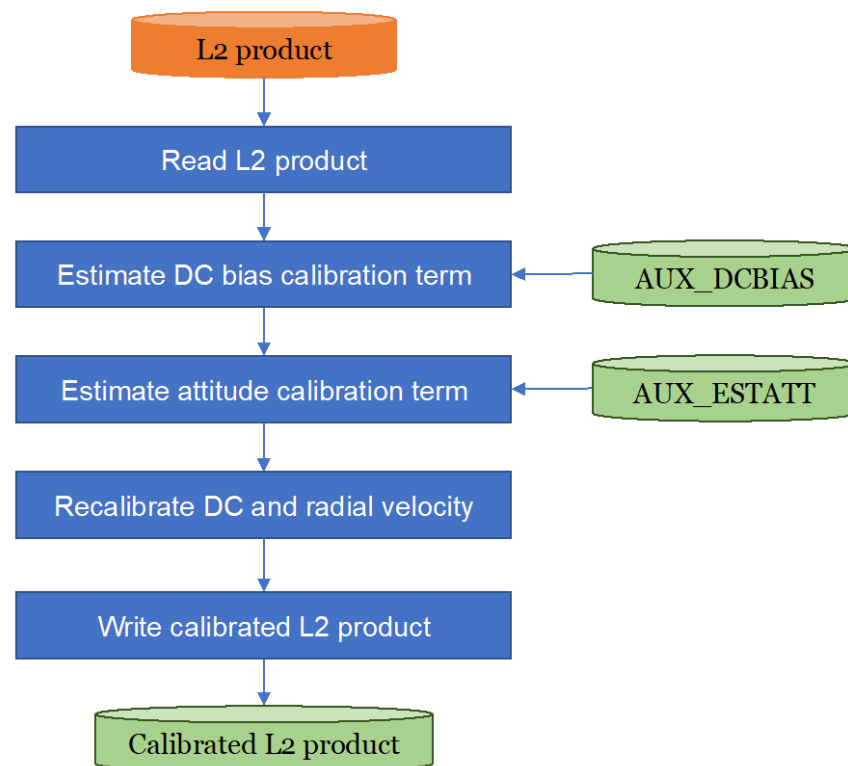 L2 product
Read L2 product
Estimate DC bias calibration term
AUX_DCBIAS
Estimate attitude calibration term
AUX_ESTATT
Recalibrate DC and radial velocity
Write calibrated L2 product
Calibrated L2 product